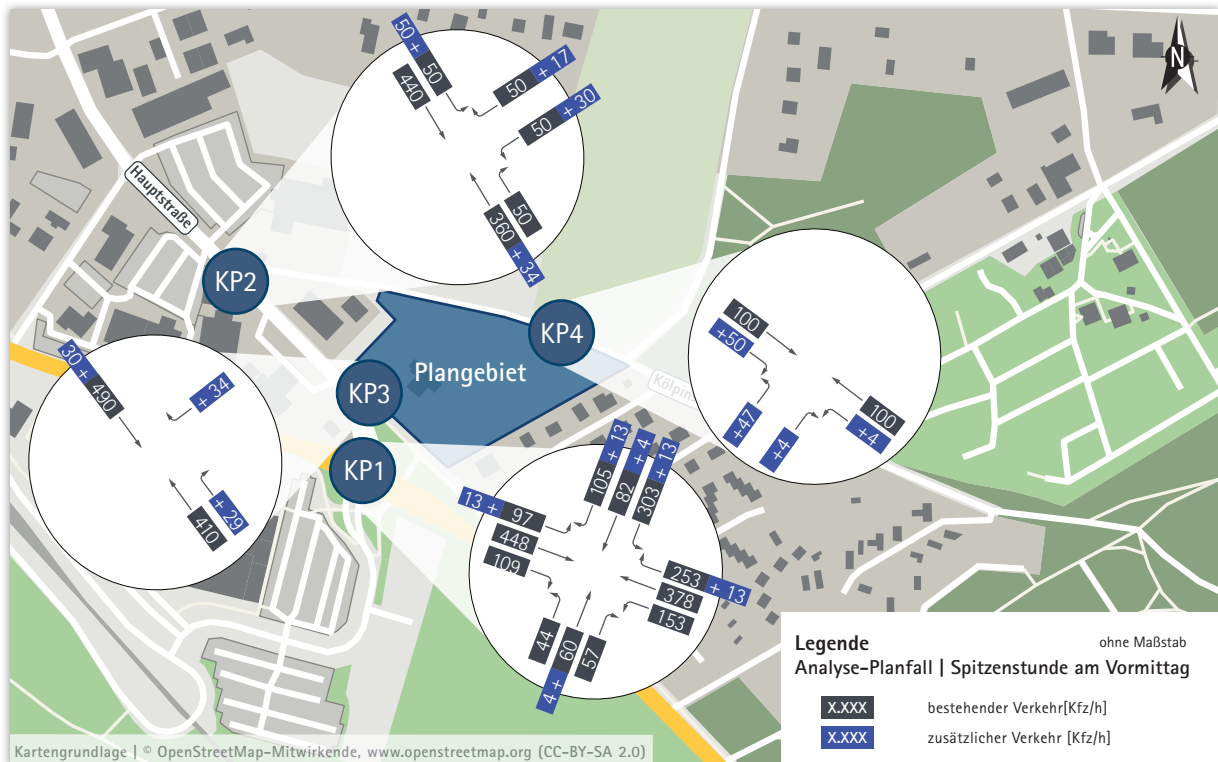 N
Hauptstraße
50 + 50
440
50 + 17
50 + 30
50
360 + 34
KP2
KP4
Plangebiet
KP3
KP1
30 + 490
+ 34
+ 29
410
100
+50
+47
+4
100
+4
105 + 13
82 + 4
303 + 13
13 + 97
448
109
253 + 13
378
153
44
4 + 60
57
Legende
ohne Maßstab
Analyse-Planfall | Spitzenstunde am Vormittag
X.XXX bestehender Verkehr[Kfz/h]
X.XXX zusätzlicher Verkehr [Kfz/h]
Kartengrundlage | © OpenStreetMap-Mitwirkende, www.openstreetmap.org (CC-BY-SA 2.0)